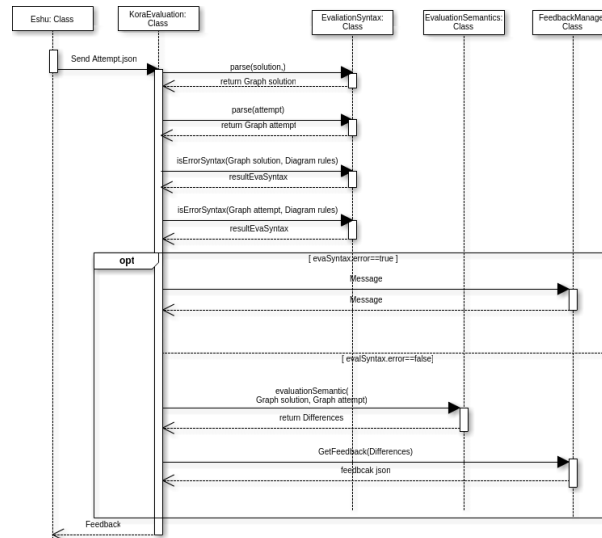 Eshu: Class
KoraEvaluation:
Class
EvaliationSyntax:
Class
EvaluationSemantics:
Class
FeedbackManage
Class
Send Attempt.json
parse(solution,)
return Graph solution
parse(attempt)
return Graph attempt
isErrorSyntax(Graph solution, Diagram rules)
resultEvaSyntax
isErrorSyntax(Graph attempt, Diagram rules)
resultEvaSyntax
opt
[ evaSyntax.error==true ]
Message
Message
[ evalSyntax.error==false]
evaluationSemantic(
Graph solution, Graph attempt)
return Differences
GetFeedback(Differences)
feedbcak json
Feedback